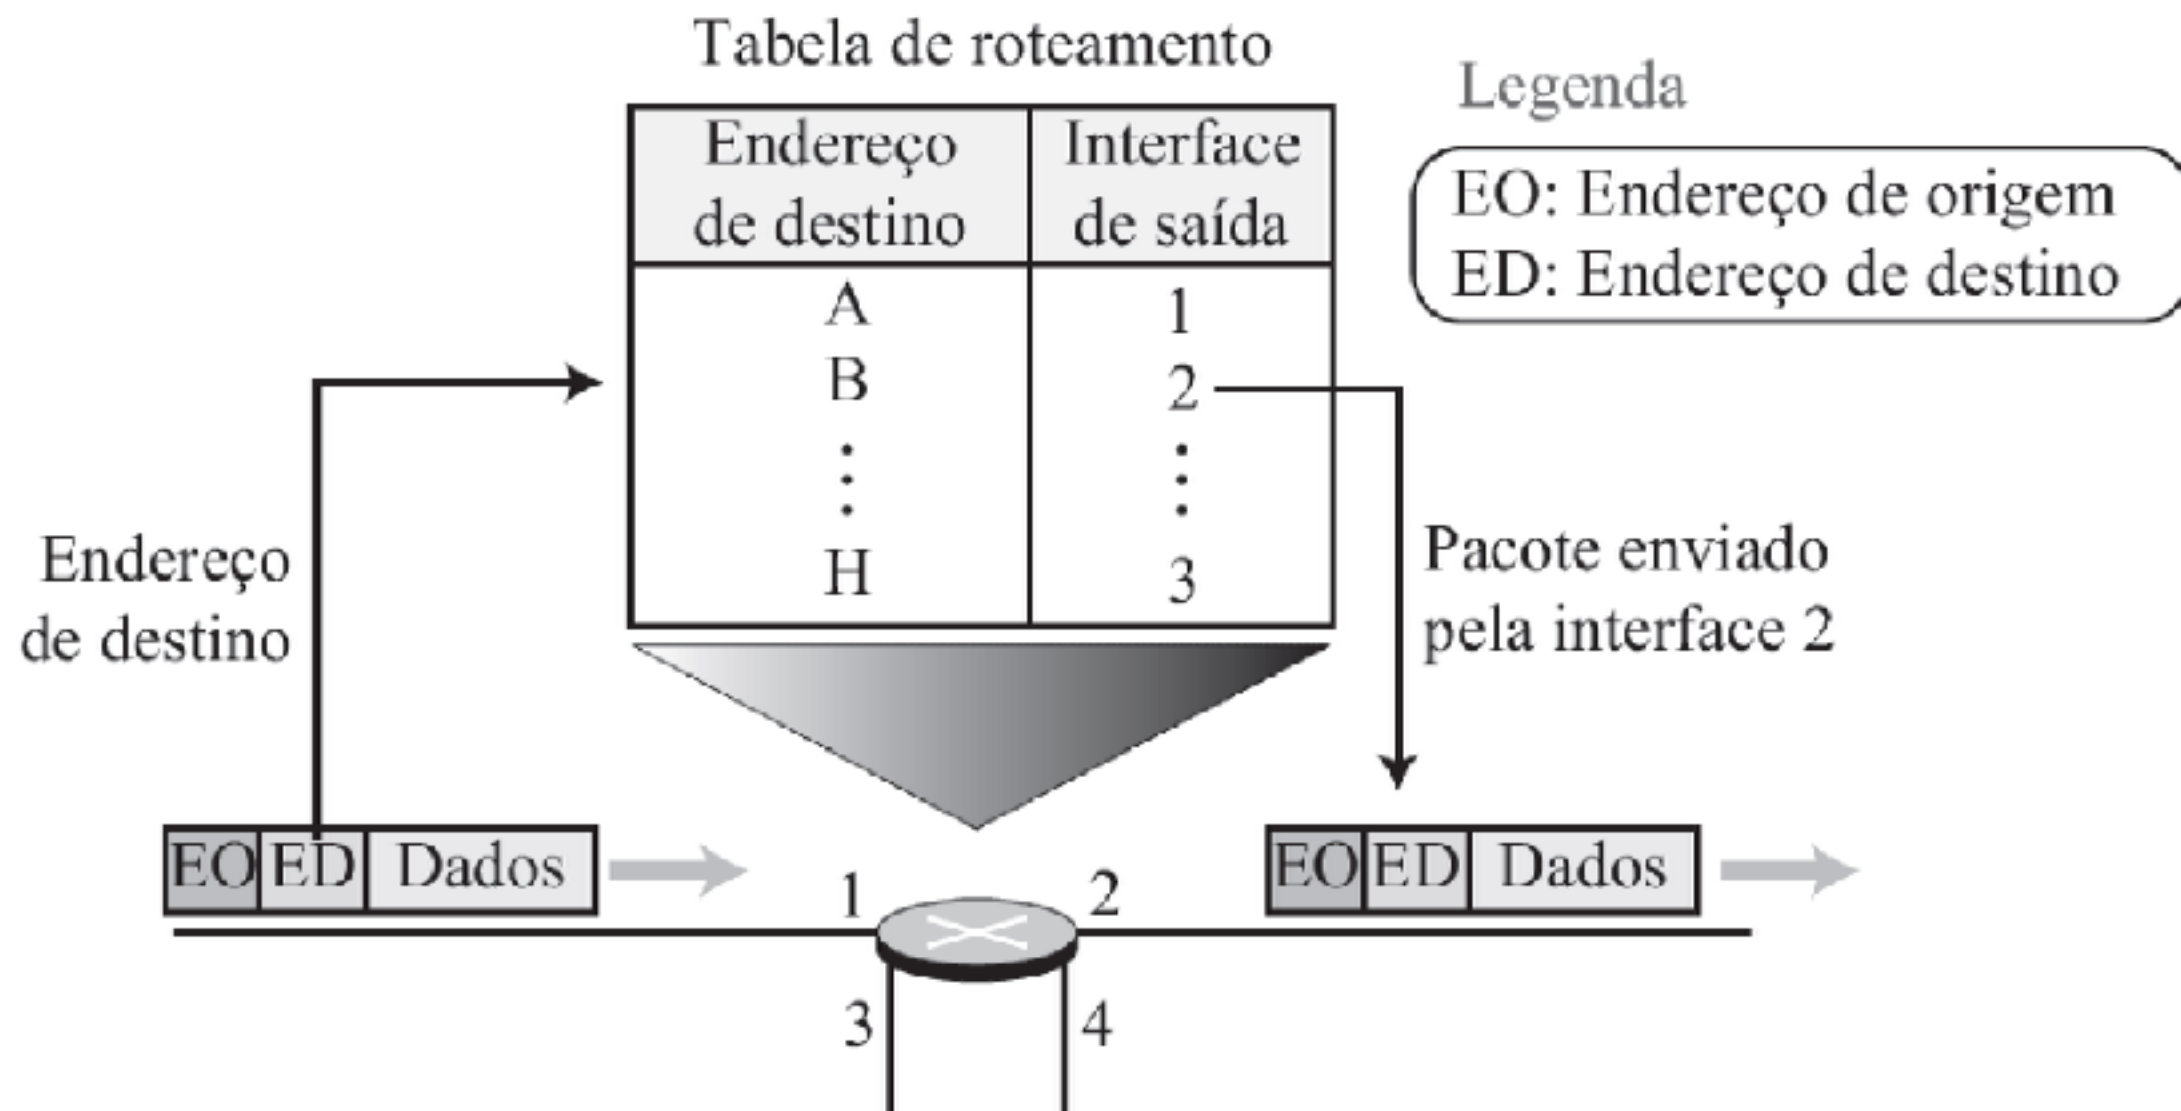 Tabela de roteamento
Legenda
Endereço
de destino
Interface
de saída
EO: Endereço de origem
ED: Endereço de destino
A
1
B
2
H
3
Endereço
de destino
Pacote enviado
pela interface 2
EO ED Dados
1
2
EO ED Dados
3
4